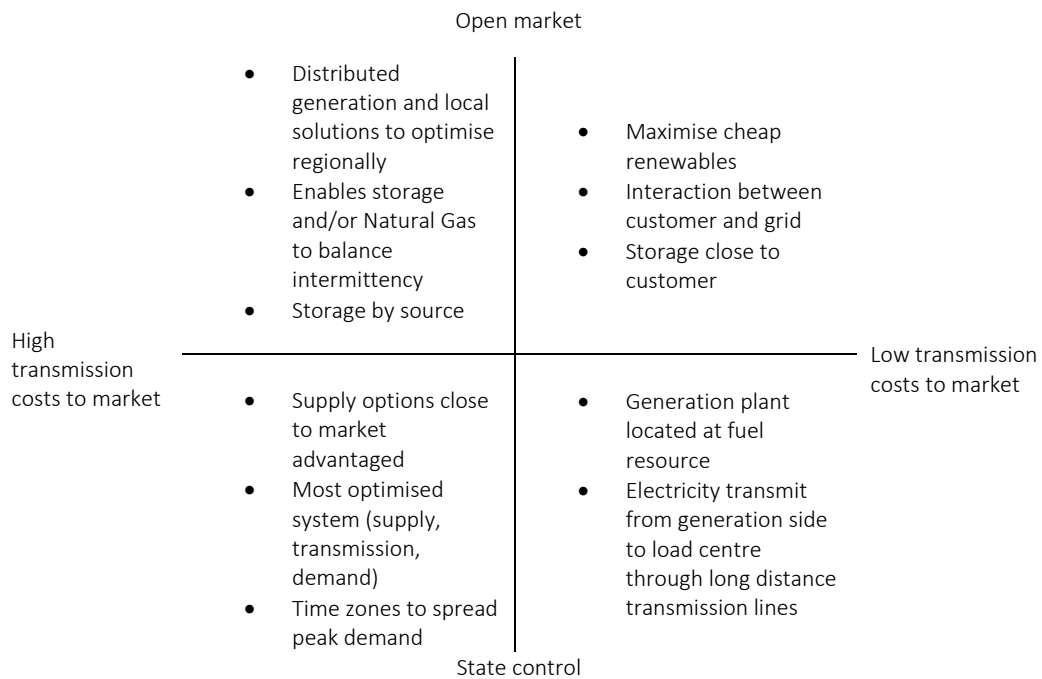 Open market
• Distributed
generation and local
solutions to optimise
regionally
• Enables storage
and/or Natural Gas
to balance
intermittency
• Storage by source
• Maximise cheap
renewables
• Interaction between
customer and grid
• Storage close to
customer
High
transmission
costs to market
Low transmission
costs to market
• Supply options close
to market
advantaged
• Most optimised
system (supply,
transmission,
demand)
• Time zones to spread
peak demand
• Generation plant
located at fuel
resource
• Electricity transmit
from generation side
to load centre
through long distance
transmission lines
State control